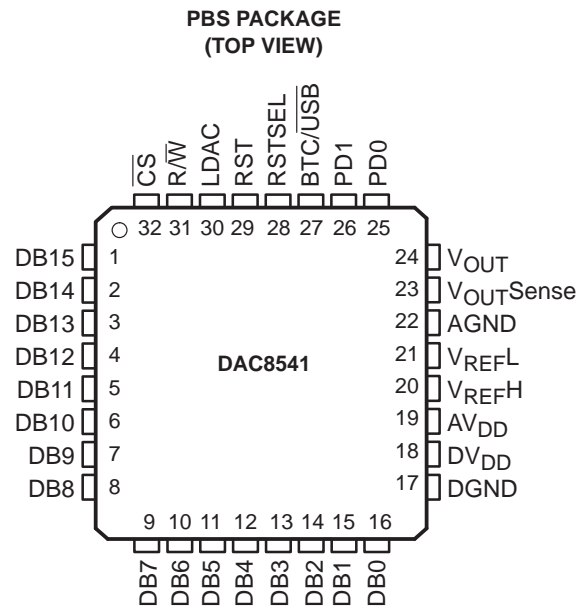 PBS PACKAGE
(TOP VIEW)
C̅S̅
R/W̅
LDAC
RST
RSTSEL
BTC/U̅S̅B̅
PD1
PD0
32 31 30 29 28 27 26 25
DB15 1
DB14 2
DB13 3
DB12 4
DB11 5
DB10 6
DB9 7
DB8 8
DAC8541
24 VOUT
23 VOUTSense
22 AGND
21 VREFL
20 VREFH
19 AVDD
18 DVDD
17 DGND
9 10 11 12 13 14 15 16
DB7
DB6
DB5
DB4
DB3
DB2
DB1
DB0